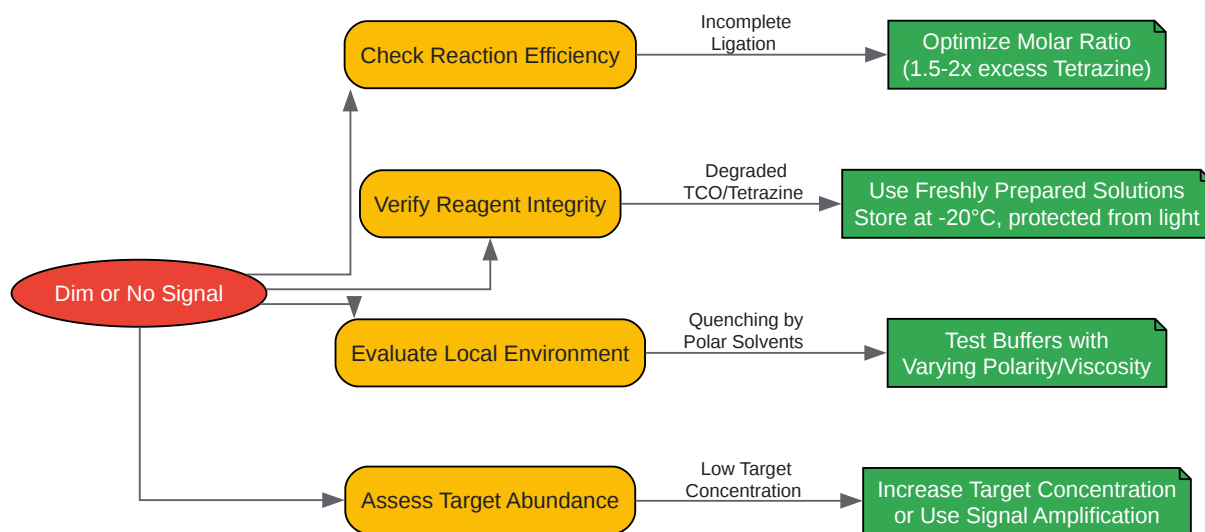 Check Reaction Efficiency
Incomplete
Ligation
Optimize Molar Ratio
(1.5-2x excess Tetrazine)
Verify Reagent Integrity
Degraded
TCO/Tetrazine
Use Freshly Prepared Solutions
Store at -20°C, protected from light
Dim or No Signal
Evaluate Local Environment
Quenching by
Polar Solvents
Test Buffers with
Varying Polarity/Viscosity
Assess Target Abundance
Low Target
Concentration
Increase Target Concentration
or Use Signal Amplification